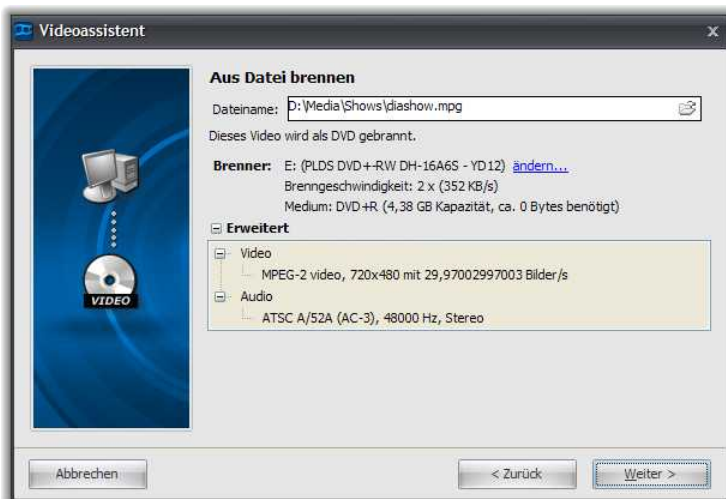 Videoassistent
Aus Datei brennen
Dateiname: D:\Media\Shows\diashow.mpg
Dieses Video wird als DVD gebrannt.
Brenner: E: (PLDS DVD+-RW DH-16A6S - YD12) ändern...
Brenngeschwindigkeit: 2 x (352 KB/s)
Medium: DVD+R (4,38 GB Kapazität, ca. 0 Bytes benötigt)
Erweitert
Video
MPEG-2 video, 720x480 mit 29,97002997003 Bilder/s
Audio
ATSC A/52A (AC-3), 48000 Hz, Stereo
VIDEO
Abbrechen
< Zurück
Weiter >